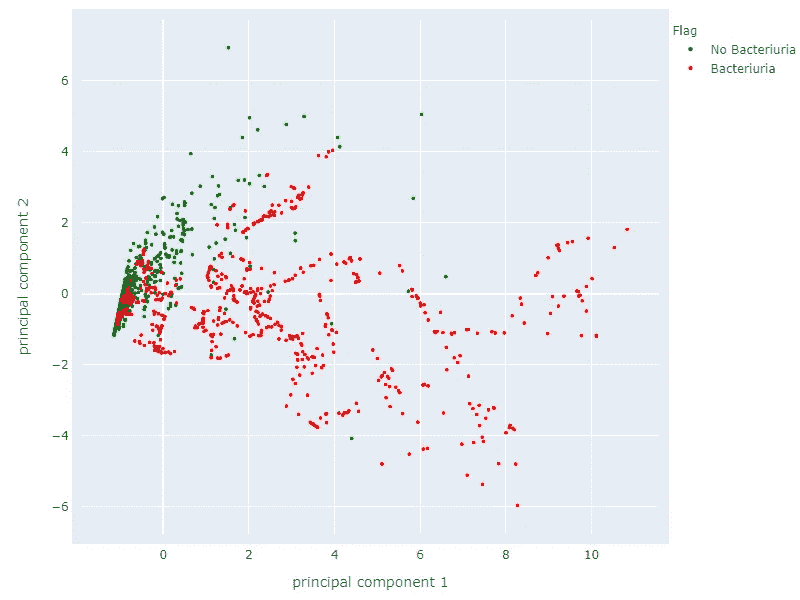 Flag
No Bacteriuria
Bacteriuria
principal component 2
6
4
2
0
−2
−4
−6
0 2 4 6 8 10
principal component 1